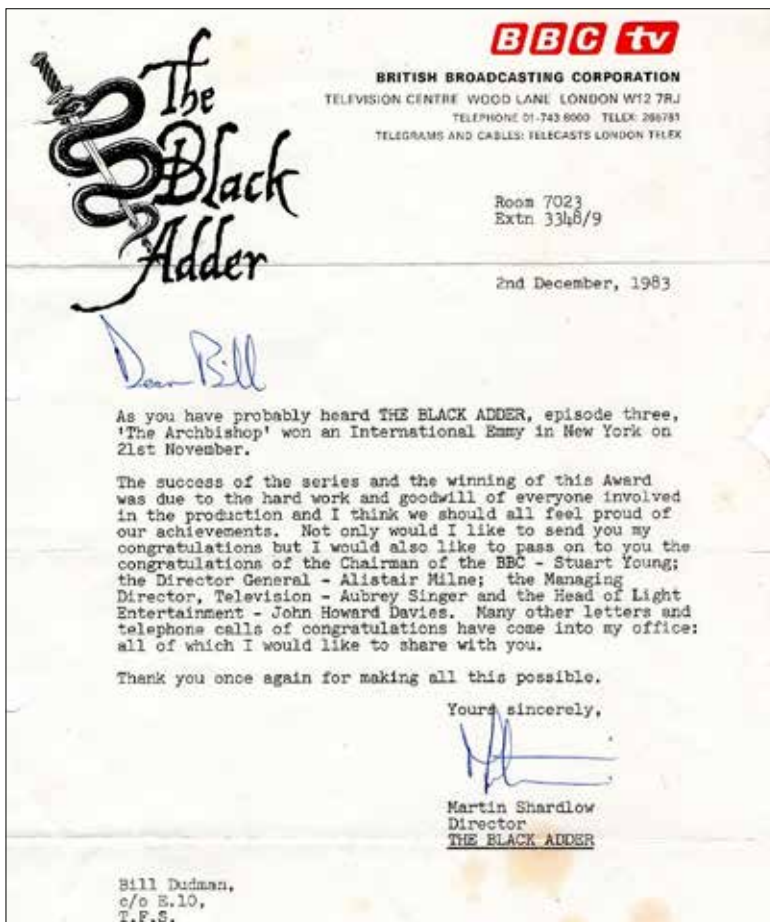 The
Black
Adder
BBC tv
BRITISH BROADCASTING CORPORATION
TELEVISION CENTRE WOOD LANE LONDON W12 7RJ
TELEPHONE 01-743 8000 TELEX: 265781
TELEGRAMS AND CABLES: TELECASTS LONDON TELEX
Room 7023
Extn 3348/9
2nd December, 1983
Dear Bill
As you have probably heard THE BLACK ADDER, episode three,
'The Archbishop' won an International Emmy in New York on
21st November.
The success of the series and the winning of this Award
was due to the hard work and goodwill of everyone involved
in the production and I think we should all feel proud of
our achievements. Not only would I like to send you my
congratulations but I would also like to pass on to you the
congratulations of the Chairman of the BBC - Stuart Young;
the Director General - Alistair Milne; the Managing
Director, Television - Aubrey Singer and the Head of Light
Entertainment - John Howard Davies. Many other letters and
telephone calls of congratulations have come into my office:
all of which I would like to share with you.
Thank you once again for making all this possible.
Yours sincerely,
Martin Shardlow
Director
THE BLACK ADDER
Bill Dudman,
c/o E.10,
T.F.S.